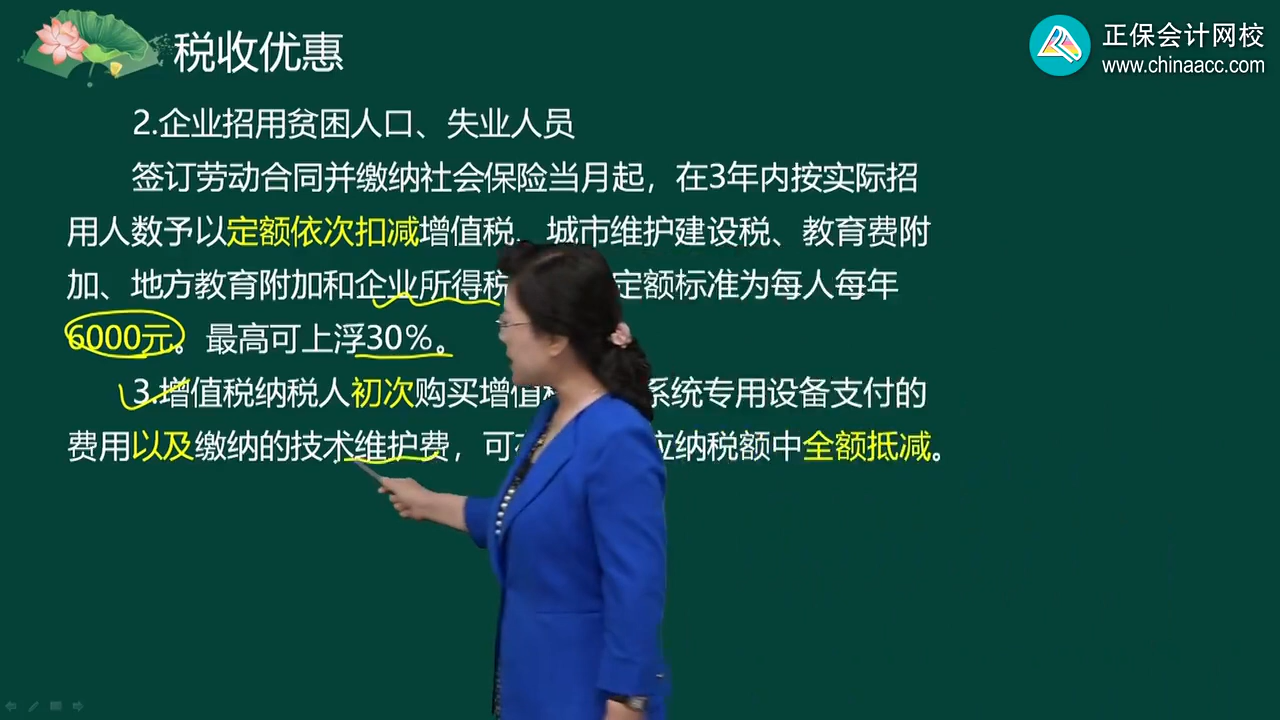 税收优惠
正保会计网校
www.chinaacc.com
2.企业招用贫困人口、失业人员
签订劳动合同并缴纳社会保险当月起，在3年内按实际招
用人数予以定额依次扣减增值税、城市维护建设税、教育费附
加、地方教育附加和企业所得税 定额标准为每人每年
6000元。最高可上浮30%。
3.增值税纳税人初次购买增值 系统专用设备支付的
费用以及缴纳的技术维护费，可 纳税额中全额抵减。